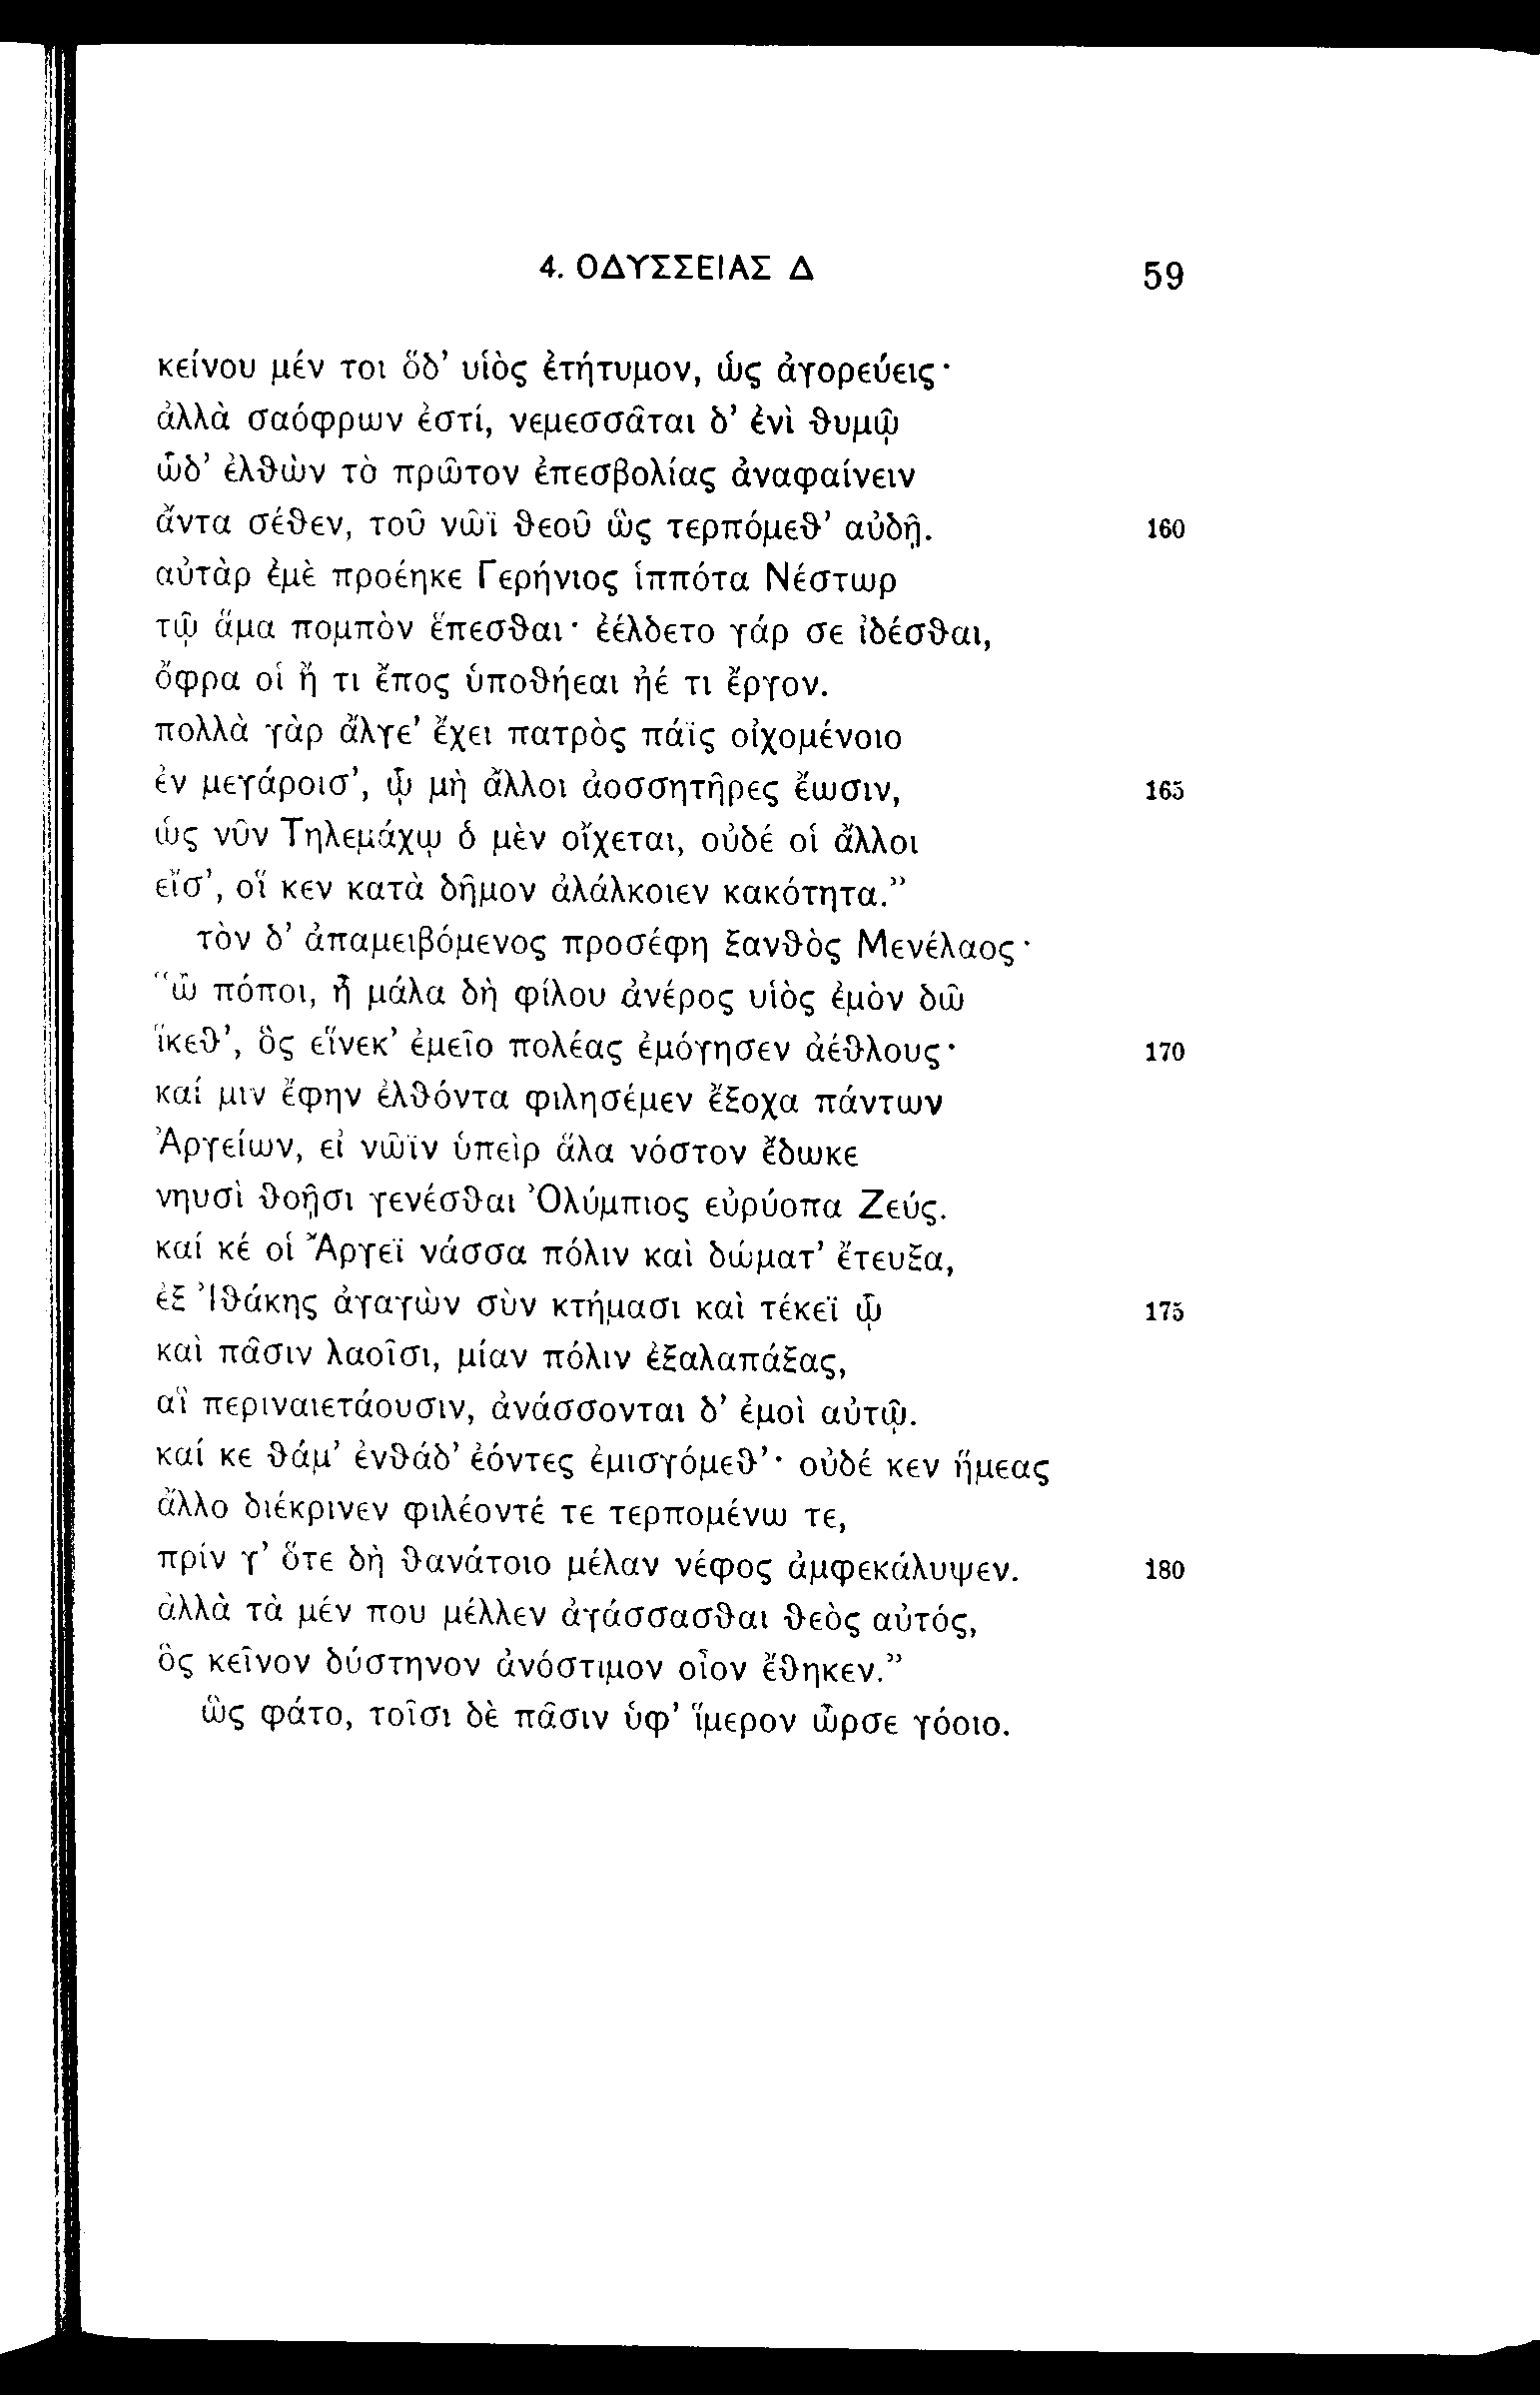 4. ΟΔΥΣΣΕΙΑΣ Δ 59
κείνου μέν τοι ὅδ’ υἱὸς ἐτήτυμον, ὡς ἀγορεύεις·
ἀλλὰ σαόφρων ἐστί, νεμεσσᾶται δ’ ἐνὶ θυμῷ
ὧδ’ ἐλθὼν τὸ πρῶτον ἐπεσβολίας ἀναφαίνειν
ἄντα σέθεν, τοῦ νῶϊ θεοῦ ὣς τερπόμεθ’ αὐδῇ. 160
αὐτὰρ ἐμὲ προέηκε Γερήνιος ἱππότα Νέστωρ
τῷ ἅμα πομπὸν ἕπεσθαι· ἐέλδετο γάρ σε ἰδέσθαι,
ὄφρα οἱ ἤ τι ἔπος ὑποθήεαι ἠέ τι ἔργον.
πολλὰ γὰρ ἄλγε’ ἔχει πατρὸς πάϊς οἰχομένοιο
ἐν μεγάροισ’, ᾧ μὴ ἄλλοι ἀοσσητῆρες ἔωσιν, 165
ὡς νῦν Τηλεμάχῳ ὁ μὲν οἴχεται, οὐδέ οἱ ἄλλοι
εἴσ’, οἵ κεν κατὰ δῆμον ἀλάλκοιεν κακότητα.”
τὸν δ’ ἀπαμειβόμενος προσέφη ξανθὸς Μενέλαος·
“ὢ πόποι, ἦ μάλα δὴ φίλου ἀνέρος υἱὸς ἐμὸν δῶ
ἵκεθ’, ὃς εἵνεκ’ ἐμεῖο πολέας ἐμόγησεν ἀέθλους· 170
καί μιν ἔφην ἐλθόντα φιλησέμεν ἔξοχα πάντων
Ἀργείων, εἰ νῶϊν ὑπεὶρ ἅλα νόστον ἔδωκε
νηυσὶ θοῇσι γενέσθαι Ὀλύμπιος εὐρύοπα Ζεύς.
καί κέ οἱ Ἄργεϊ νάσσα πόλιν καὶ δώματ’ ἔτευξα,
ἐξ Ἰθάκης ἀγαγὼν σὺν κτήμασι καὶ τέκεϊ ᾧ 175
καὶ πᾶσιν λαοῖσι, μίαν πόλιν ἐξαλαπάξας,
αἳ περιναιετάουσιν, ἀνάσσονται δ’ ἐμοὶ αὐτῷ.
καί κε θάμ’ ἐνθάδ’ ἐόντες ἐμισγόμεθ’· οὐδέ κεν ἥμεας
ἄλλο διέκρινεν φιλέοντέ τε τερπομένω τε,
πρίν γ’ ὅτε δὴ θανάτοιο μέλαν νέφος ἀμφεκάλυψεν. 180
ἀλλὰ τὰ μέν που μέλλεν ἀγάσσασθαι θεὸς αὐτός,
ὃς κεῖνον δύστηνον ἀνόστιμον οἶον ἔθηκεν.”
ὣς φάτο, τοῖσι δὲ πᾶσιν ὑφ’ ἵμερον ὦρσε γόοιο.